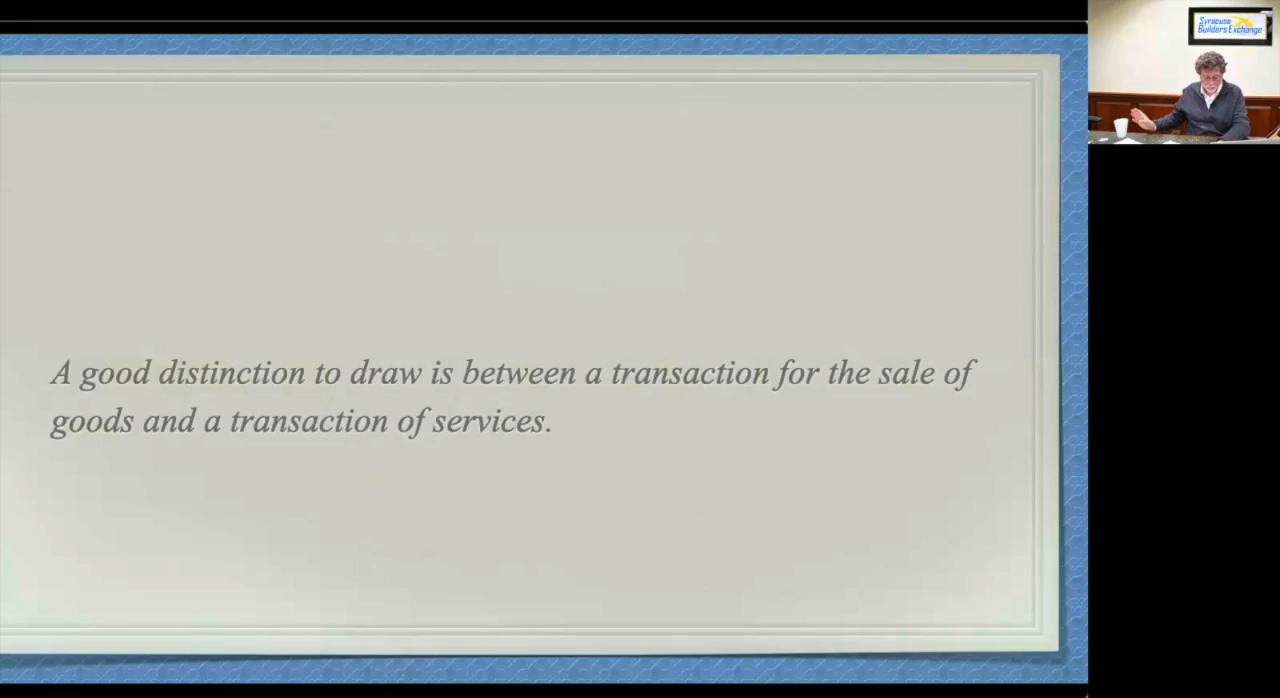 Syracuse
Builders Exchange
A good distinction to draw is between a transaction for the sale of
goods and a transaction of services.